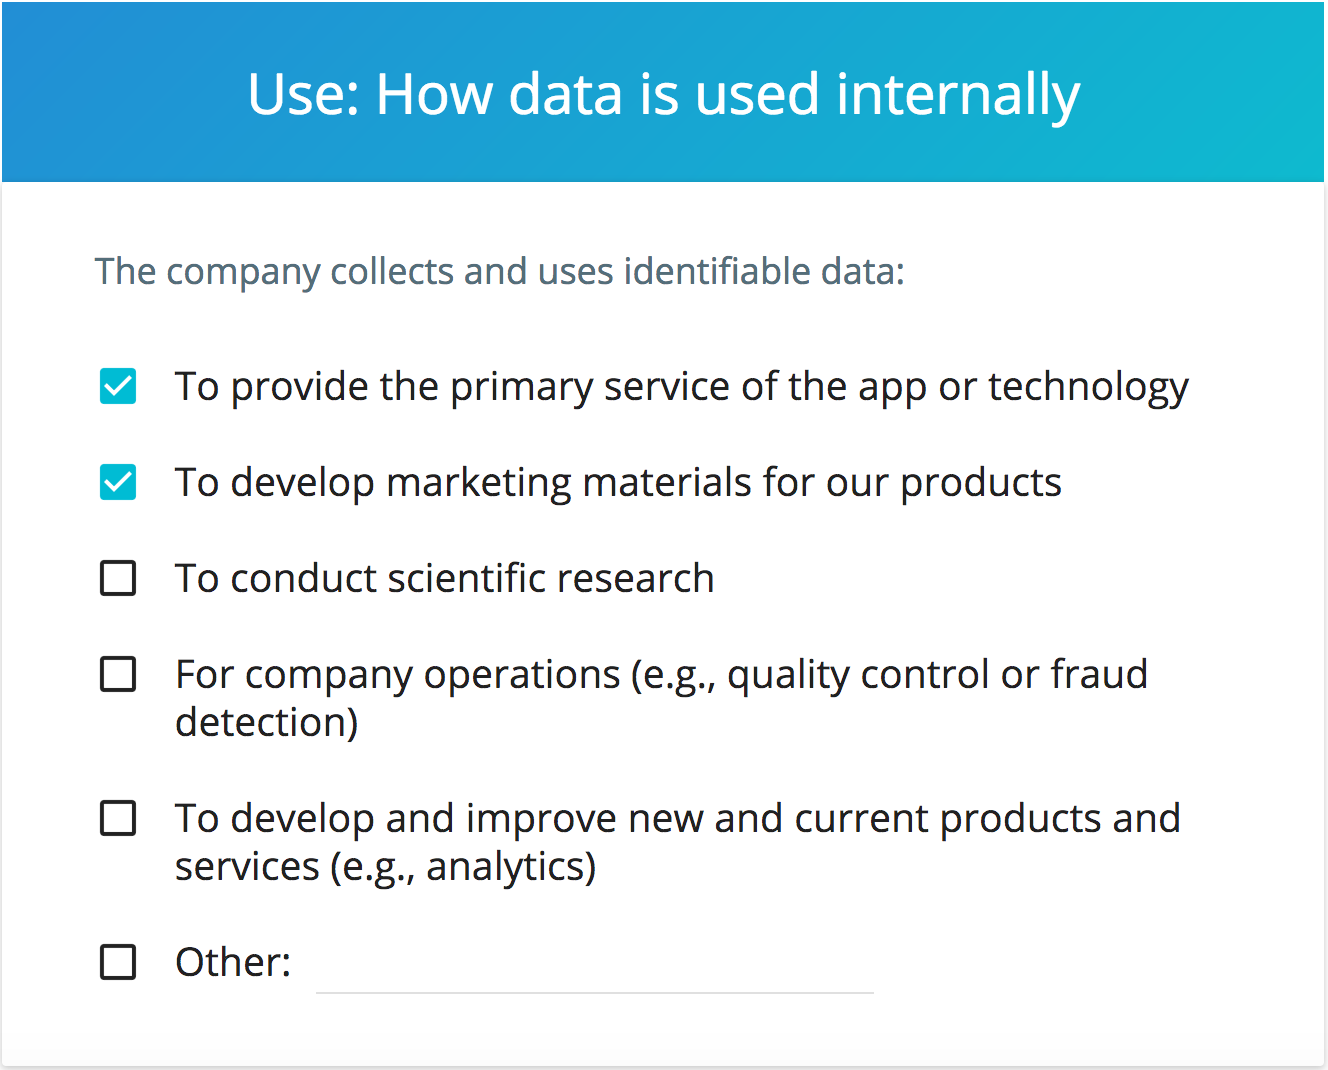 Use: How data is used internally
The company collects and uses identifiable data:
To provide the primary service of the app or technology
To develop marketing materials for our products
To conduct scientific research
For company operations (e.g., quality control or fraud
detection)
To develop and improve new and current products and
services (e.g., analytics)
Other: